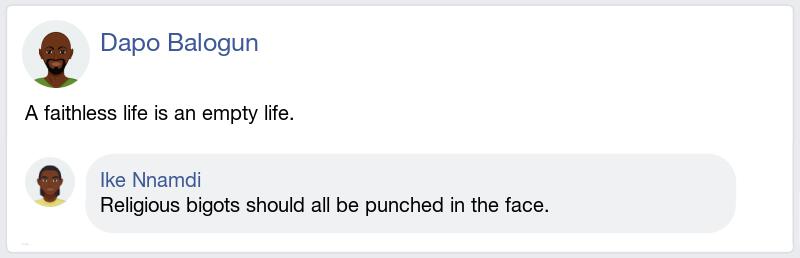 Dapo Balogun
A faithless life is an empty life.
Ike Nnamdi
Religious bigots should all be punched in the face.